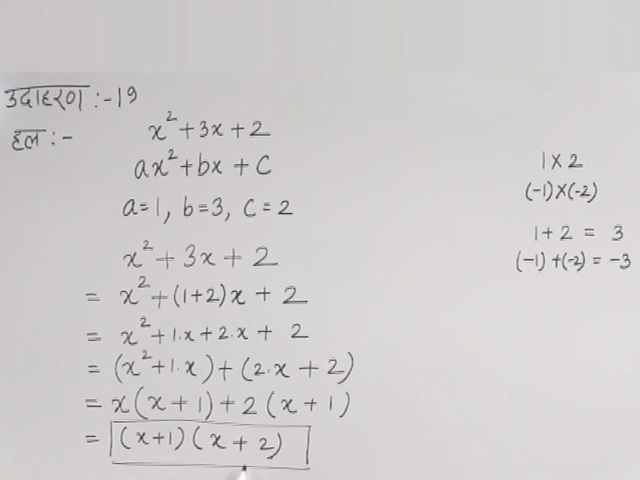 उदाहरण :- 19
हल :- x² + 3x + 2
ax² + bx + c
a=1, b=3, c=2
x² + 3x + 2
= x² + (1+2)x + 2
= x² + 1.x + 2.x + 2
= (x² + 1.x) + (2.x + 2)
= x(x + 1) + 2(x + 1)
= (x+1)(x + 2)
1 × 2
(-1)×(-2)
1 + 2 = 3
(-1) + (-2) = -3